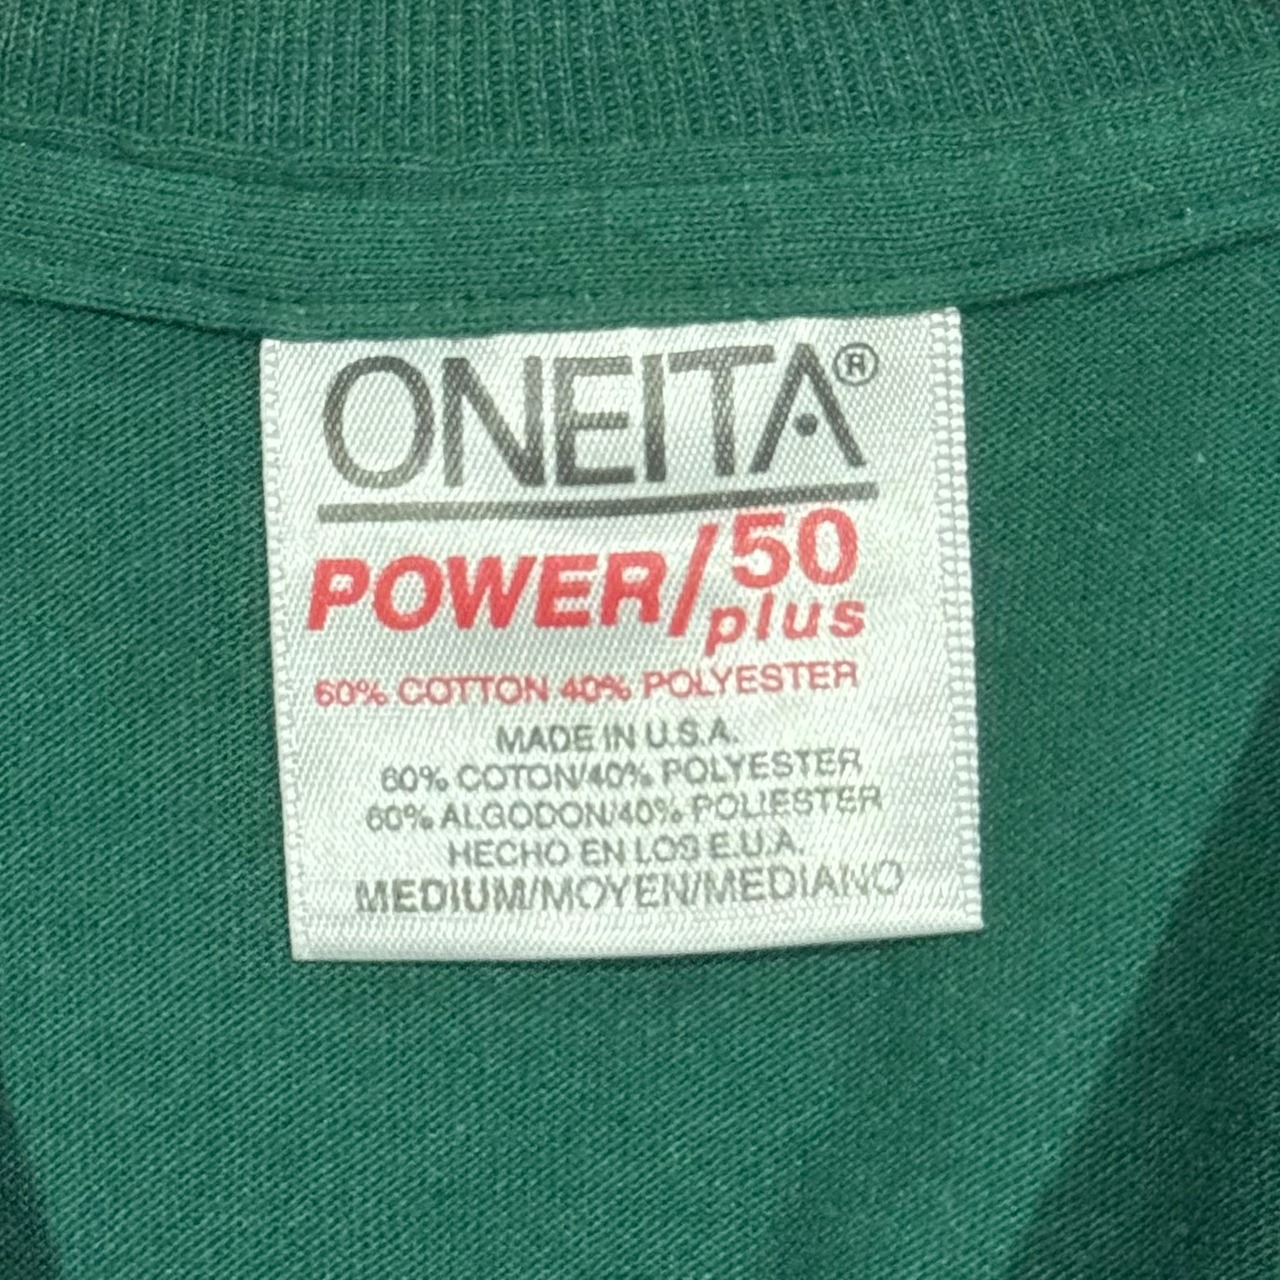 ONEITA®
POWER/50
plus
60% COTTON 40% POLYESTER
MADE IN U.S.A.
60% COTON/40% POLYESTER
60% ALGODON/40% POLIESTER
HECHO EN LOS E.U.A.
MEDIUM/MOYEN/MEDIANO